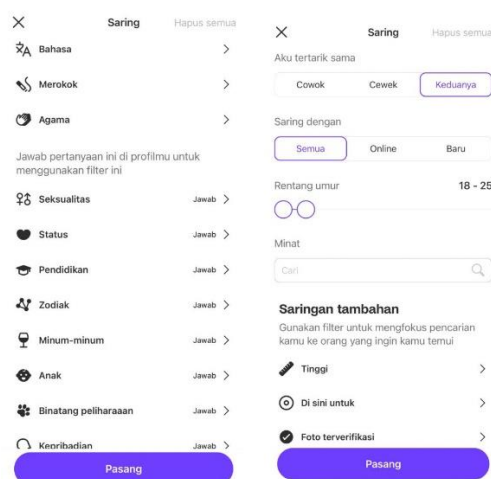 Saring
Hapus semua
Bahasa
Merokok
Agama
Jawab pertanyaan ini di profilmu untuk
menggunakan filter ini
Seksualitas Jawab
Status Jawab
Pendidikan Jawab
Zodiak Jawab
Minum-minum Jawab
Anak Jawab
Binatang peliharaaan Jawab
Kepribadian Jawab
Pasang
Saring
Hapus semua
Aku tertarik sama
Cowok Cewek Keduanya
Saring dengan
Semua Online Baru
Rentang umur 18 - 25
Minat
Cari
Saringan tambahan
Gunakan filter untuk mengfokus pencarian
kamu ke orang yang ingin kamu temui
Tinggi
Di sini untuk
Foto terverifikasi
Pasang